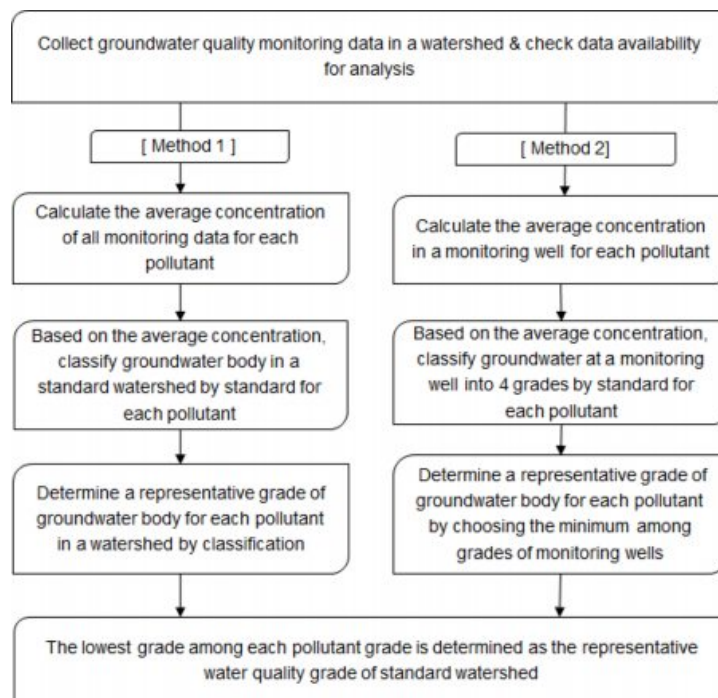 Collect groundwater quality monitoring data in a watershed & check data availability
for analysis
[ Method 1 ]
[ Method 2]
Calculate the average concentration
of all monitoring data for each
pollutant
Calculate the average concentration
in a monitoring well for each pollutant
Based on the average concentration,
classify groundwater body in a
standard watershed by standard for
each pollutant
Based on the average concentration,
classify groundwater at a monitoring
well into 4 grades by standard for
each pollutant
Determine a representative grade of
groundwater body for each pollutant
in a watershed by classification
Determine a representative grade of
groundwater body for each pollutant
by choosing the minimum among
grades of monitoring wells
The lowest grade among each pollutant grade is determined as the representative
water quality grade of standard watershed